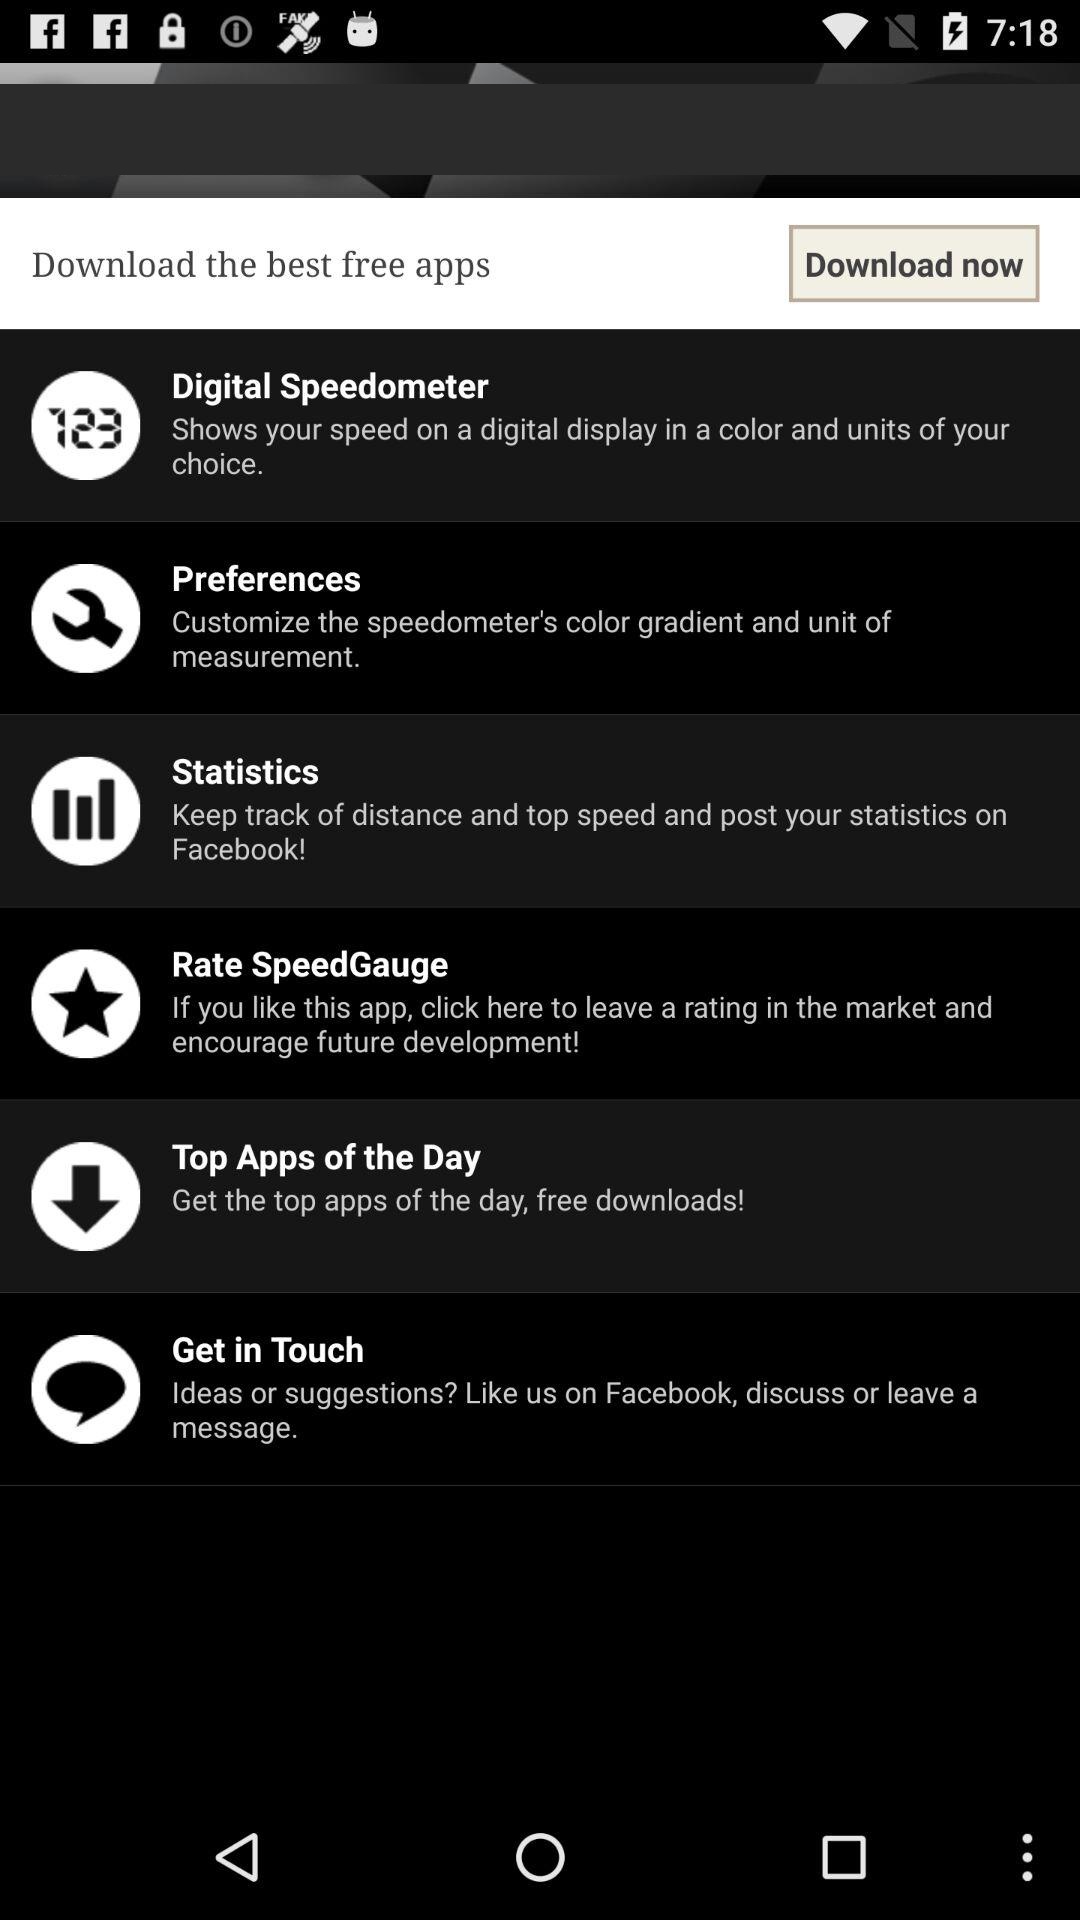 FAKE
7:18
Download the best free apps
Download now
123
Digital Speedometer
Shows your speed on a digital display in a color and units of your
choice.
Preferences
Customize the speedometer's color gradient and unit of
measurement.
Statistics
Keep track of distance and top speed and post your statistics on
Facebook!
Rate SpeedGauge
If you like this app, click here to leave a rating in the market and
encourage future development!
Top Apps of the Day
Get the top apps of the day, free downloads!
Get in Touch
Ideas or suggestions? Like us on Facebook, discuss or leave a
message.